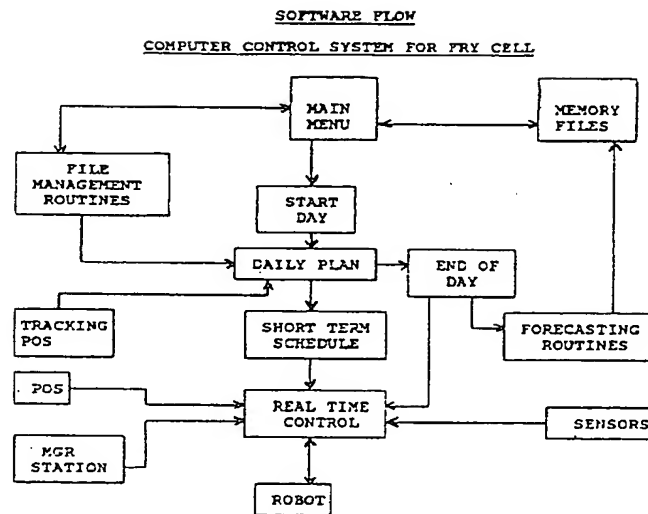 SOFTWARE FLOW
COMPUTER CONTROL SYSTEM FOR FRY CELL
MAIN
MENU
MEMORY
FILES
FILE
MANAGEMENT
ROUTINES
START
DAY
DAILY PLAN
END OF
DAY
TRACKING
POS
SHORT TERM
SCHEDULE
FORECASTING
ROUTINES
POS
REAL TIME
CONTROL
SENSORS
MGR
STATION
ROBOT